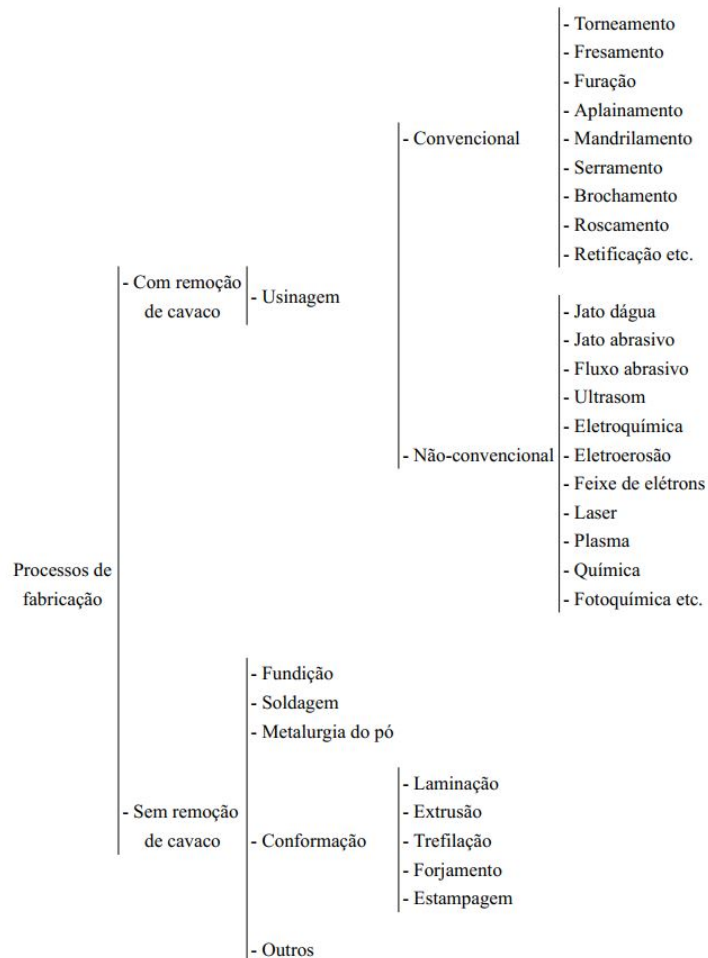 - Torneamento
- Fresamento
- Furação
- Aplainamento
- Convencional
- Mandrilamento
- Serramento
- Brochamento
- Roscamento
- Retificação etc.
- Com remoção
de cavaco
- Usinagem
- Jato dágua
- Jato abrasivo
- Fluxo abrasivo
- Ultrasom
- Eletroquímica
- Não-convencional
- Eletroerosão
- Feixe de elétrons
- Laser
- Plasma
- Química
- Fotoquímica etc.
Processos de
fabricação
- Fundição
- Soldagem
- Metalurgia do pó
- Sem remoção
de cavaco
- Conformação
- Laminação
- Extrusão
- Trefilação
- Forjamento
- Estampagem
- Outros